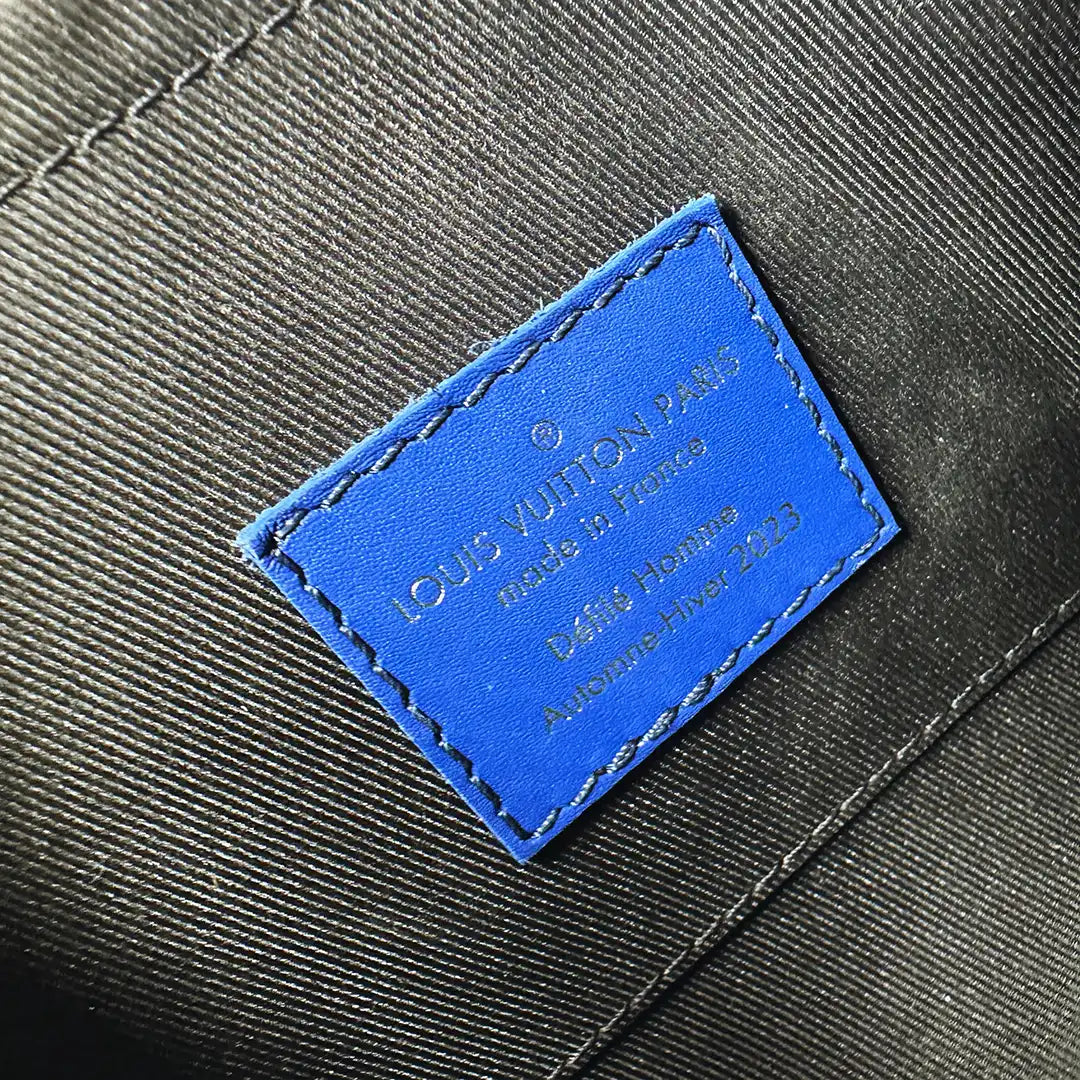 ®
LOUIS VUITTON PARIS
made in France
Défilé Homme
Automne-Hiver 2023